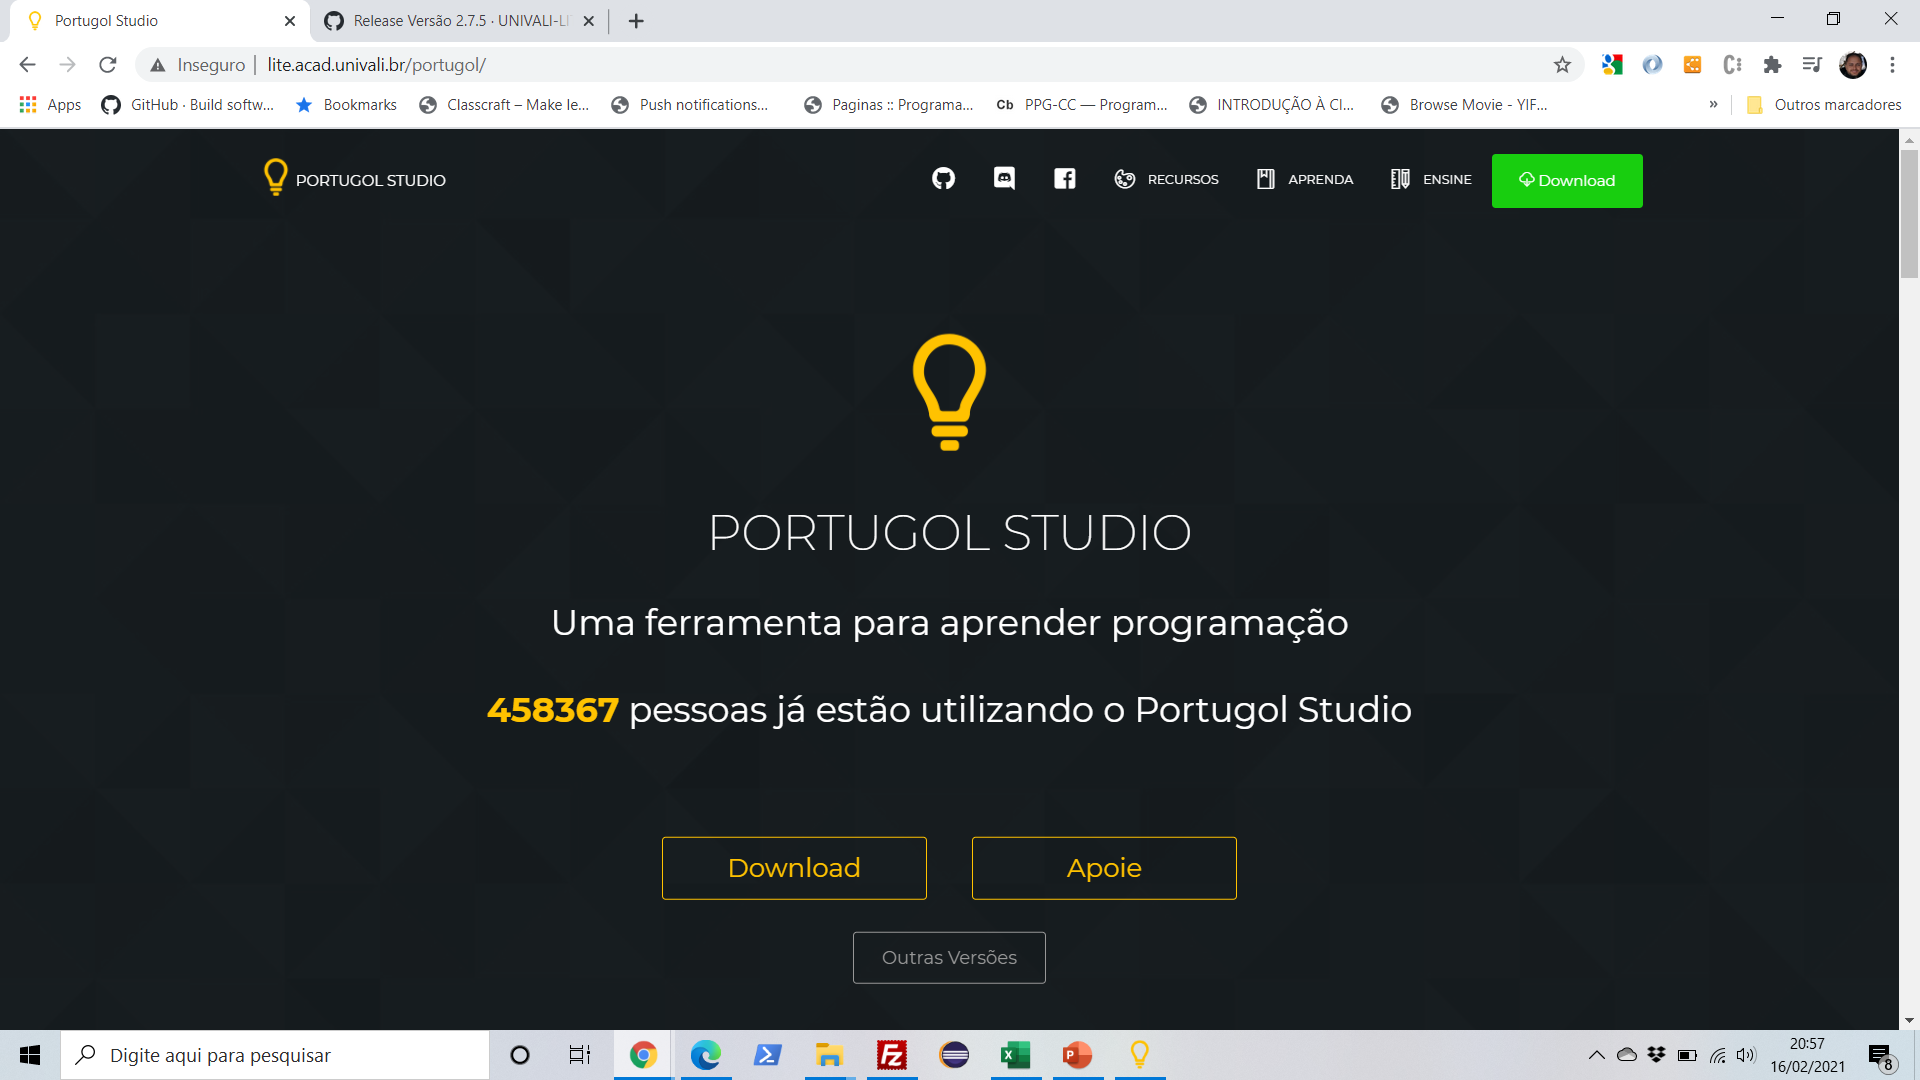 Portugol Studio
Release Versão 2.7.5 · UNIVALI-L
Inseguro | lite.acad.univali.br/portugol/
Apps
GitHub · Build softw...
Bookmarks
Classcraft – Make le...
Push notifications...
Paginas :: Programa...
Cb PPG-CC — Program...
INTRODUÇÃO À CI...
Browse Movie - YIF...
»
Outros marcadores
PORTUGOL STUDIO
RECURSOS
APRENDA
ENSINE
Download
PORTUGOL STUDIO
Uma ferramenta para aprender programação
458367 pessoas já estão utilizando o Portugol Studio
Download
Apoie
Outras Versões
Digite aqui para pesquisar
20:57
16/02/2021
8